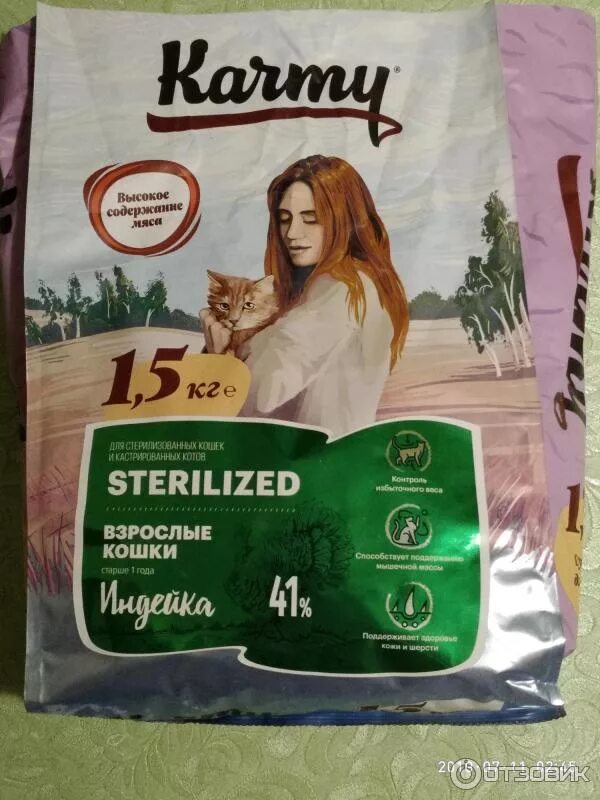 Karmy®
Высокое
содержание
мяса
1,5 кг e
ДЛЯ СТЕРИЛИЗОВАННЫХ КОШЕК
И КАСТРИРОВАННЫХ КОТОВ
STERILIZED
ВЗРОСЛЫЕ
КОШКИ
старше 1 года
Индейка
41%
Контроль
избыточного веса
Способствует поддержанию
мышечной массы
Поддерживает здоровье
кожи и шерсти
ОТЗОВИК